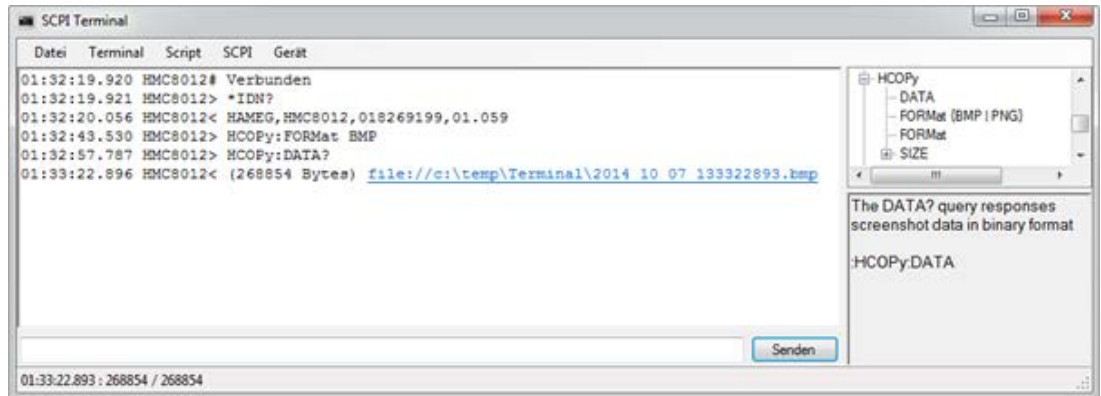 SCPI Terminal
Datei Terminal Script SCPI Gerät
01:32:19.920 HMC8012# Verbunden
01:32:19.921 HMC8012> *IDN?
01:32:20.056 HMC8012< HAMEG,HMC8012,018269199,01.059
01:32:43.530 HMC8012> HCOPy:FORMat BMP
01:32:57.787 HMC8012> HCOPy:DATA?
01:33:22.896 HMC8012< (268854 Bytes) file://c:\temp\Terminal\2014 10 07 133322893.bmp
HCOPy
DATA
FORMat (BMP | PNG)
FORMat
SIZE
The DATA? query responses
screenshot data in binary format
:HCOPy:DATA
Senden
01:33:22.893 : 268854 / 268854